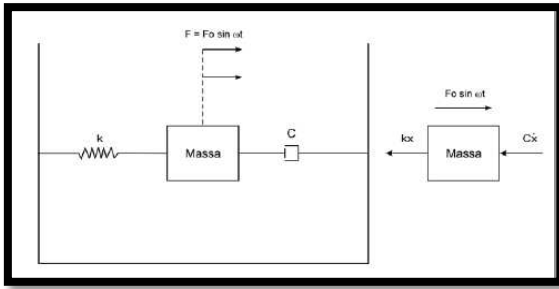 F = Fo sin ωt
k
Massa
C
Fo sin ωt
kx
Massa
Cẋ